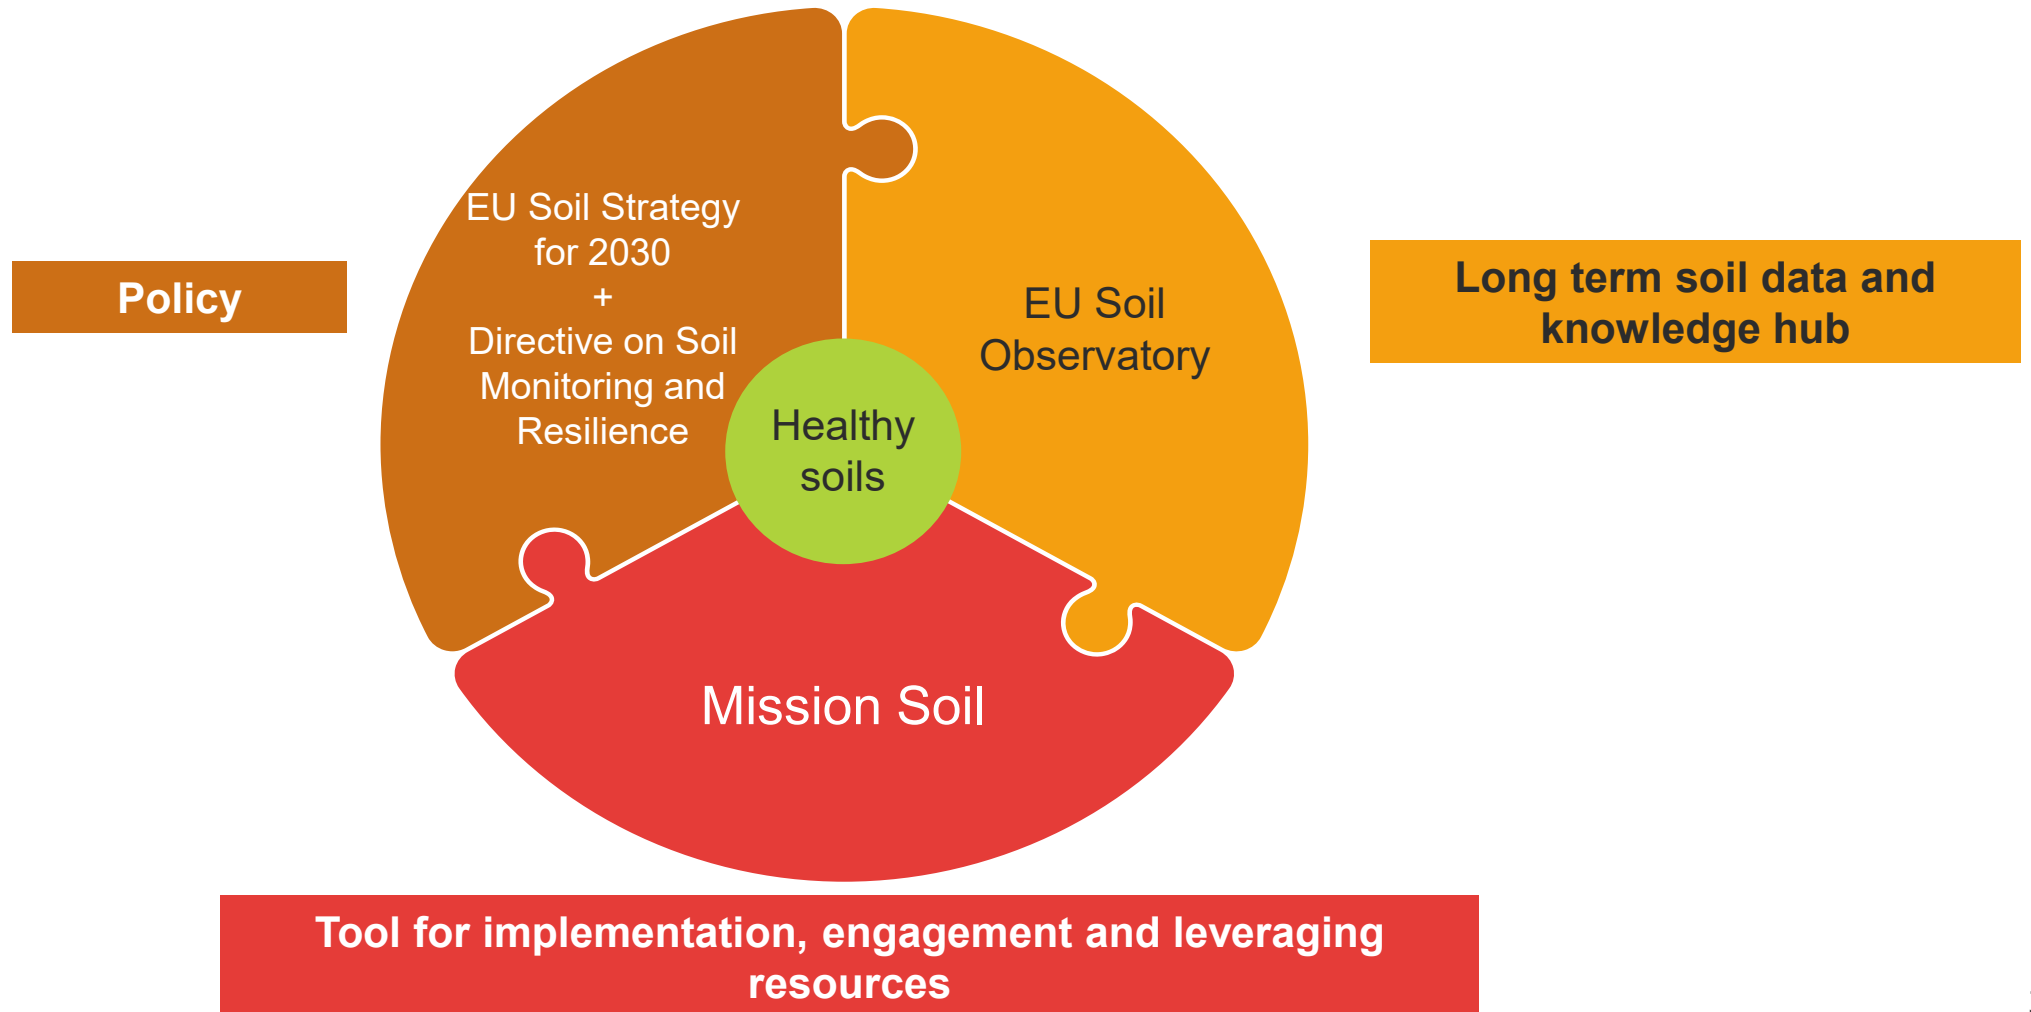 Policy
EU Soil Strategy
for 2030
+
Directive on Soil
Monitoring and
Resilience
EU Soil
Observatory
Long term soil data and
knowledge hub
Healthy
soils
Mission Soil
Tool for implementation, engagement and leveraging
resources